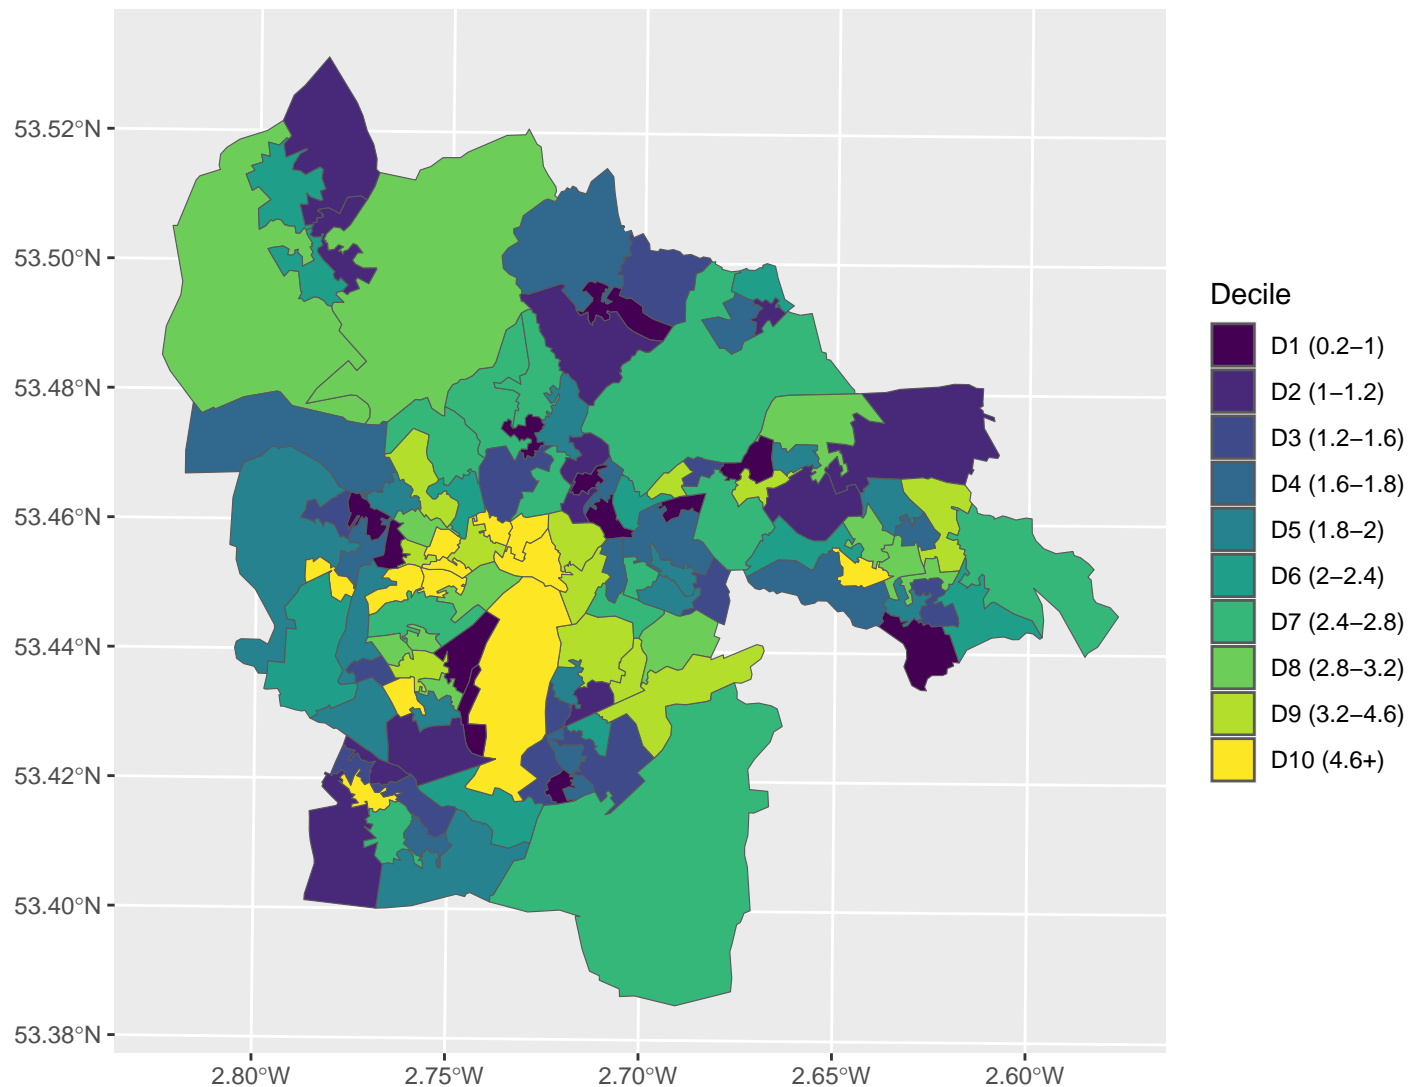 53.52°N
53.50°N
53.48°N
53.46°N
53.44°N
53.42°N
53.40°N
53.38°N
2.80°W 2.75°W 2.70°W 2.65°W 2.60°W
Decile
D1 (0.2–1)
D2 (1–1.2)
D3 (1.2–1.6)
D4 (1.6–1.8)
D5 (1.8–2)
D6 (2–2.4)
D7 (2.4–2.8)
D8 (2.8–3.2)
D9 (3.2–4.6)
D10 (4.6+)